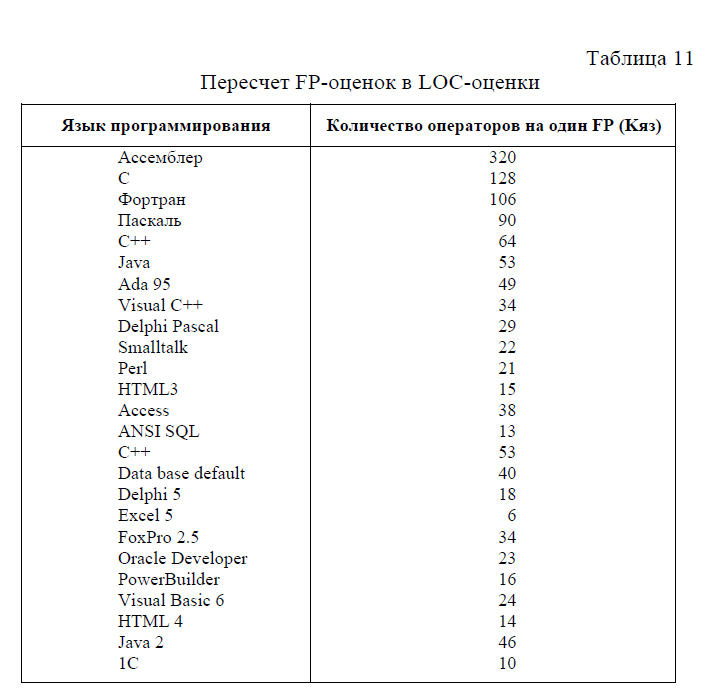 Таблица 11
Пересчет FP-оценок в LOC-оценки
Язык программирования Количество операторов на один FP (Кяз)
Ассемблер 320
C 128
Фортран 106
Паскаль 90
C++ 64
Java 53
Ada 95 49
Visual C++ 34
Delphi Pascal 29
Smalltalk 22
Perl 21
HTML3 15
Access 38
ANSI SQL 13
C++ 53
Data base default 40
Delphi 5 18
Excel 5 6
FoxPro 2.5 34
Oracle Developer 23
PowerBuilder 16
Visual Basic 6 24
HTML 4 14
Java 2 46
1С 10